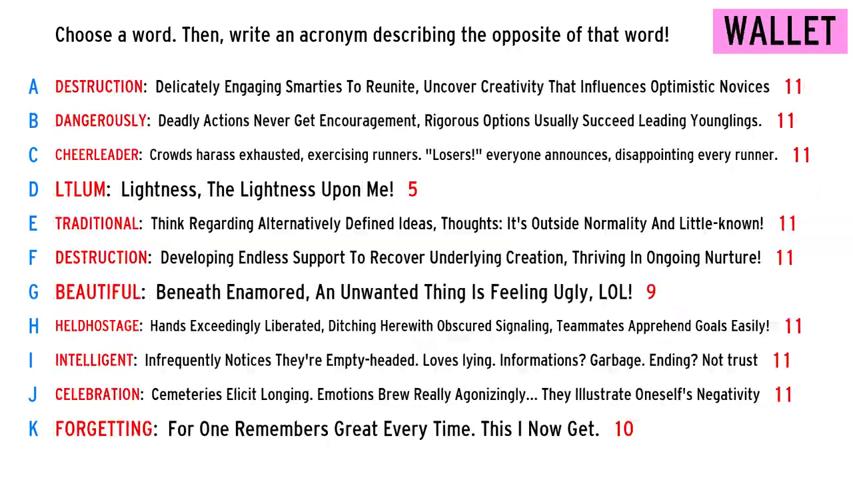 Choose a word. Then, write an acronym describing the opposite of that word! WALLET
A DESTRUCTION: Delicately Engaging Smarties To Reunite, Uncover Creativity That Influences Optimistic Novices 11
B DANGEROUSLY: Deadly Actions Never Get Encouragement, Rigorous Options Usually Succeed Leading Younglings. 11
C CHEERLEADER: Crowds harass exhausted, exercising runners. "Losers!" everyone announces, disappointing every runner. 11
D LTLUM: Lightness, The Lightness Upon Me! 5
E TRADITIONAL: Think Regarding Alternatively Defined Ideas, Thoughts: It's Outside Normality And Little-known! 11
F DESTRUCTION: Developing Endless Support To Recover Underlying Creation, Thriving In Ongoing Nurture! 11
G BEAUTIFUL: Beneath Enamored, An Unwanted Thing Is Feeling Ugly, LOL! 9
H HELDHOSTAGE: Hands Exceedingly Liberated, Ditching Herewith Obscured Signaling, Teammates Apprehend Goals Easily! 11
I INTELLIGENT: Infrequently Notices They're Empty-headed. Loves lying. Informations? Garbage. Ending? Not trust 11
J CELEBRATION: Cemeteries Elicit Longing. Emotions Brew Really Agonizingly... They Illustrate Oneself's Negativity 11
K FORGETTING: For One Remembers Great Every Time. This I Now Get. 10